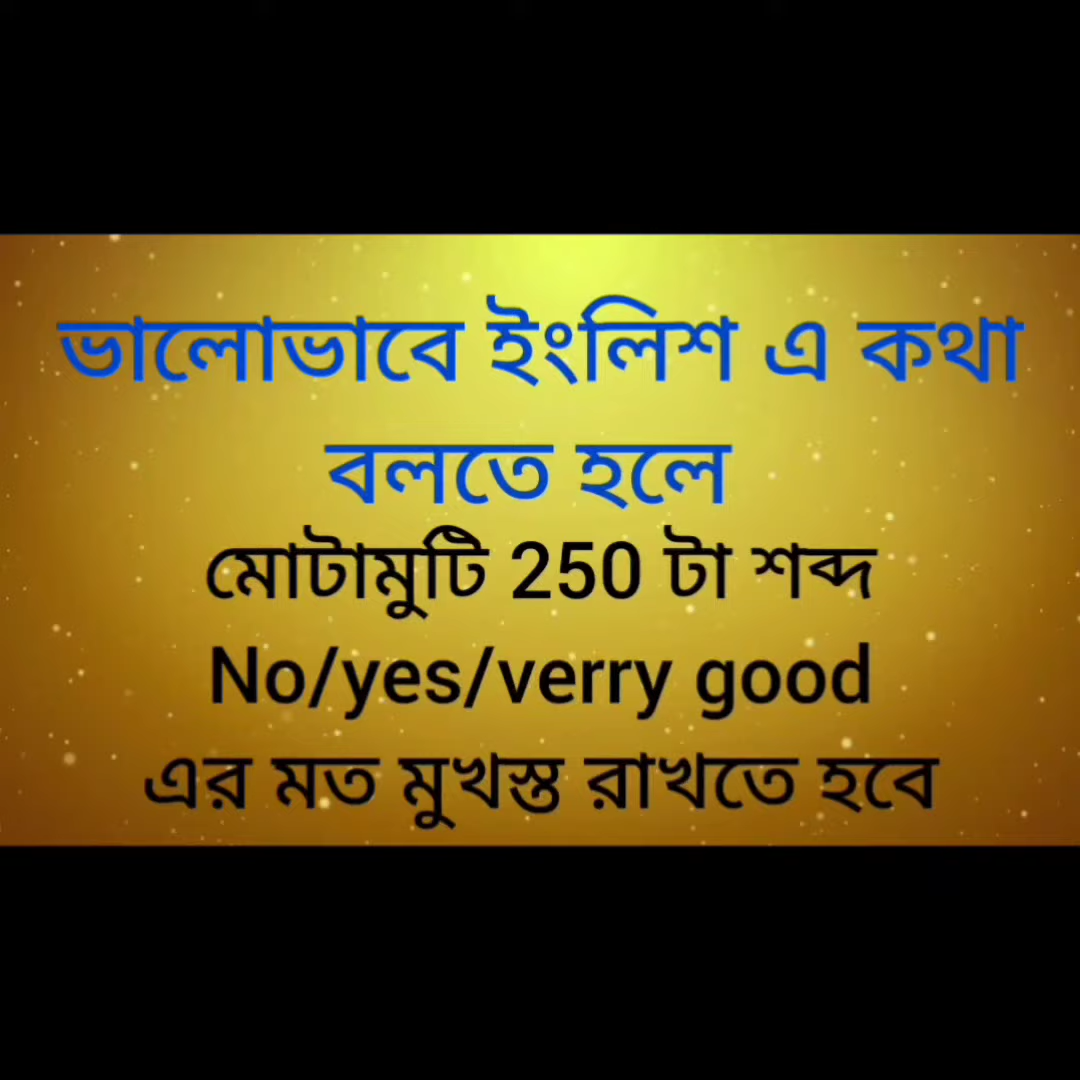 ভালোভাবে ইংলিশ এ কথা
বলতে হলে
মোটামুটি 250 টা শব্দ
No/yes/verry good
এর মত মুখস্ত রাখতে হবে